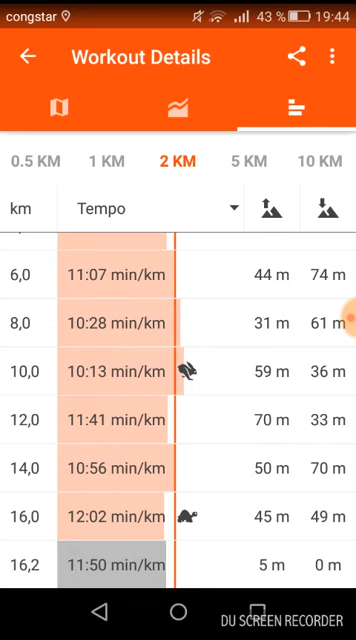 congstar 43 % 19:44
Workout Details
0.5 KM 1 KM 2 KM 5 KM 10 KM
km Tempo
6,0 11:07 min/km 44 m 74 m
8,0 10:28 min/km 31 m 61 m
10,0 10:13 min/km 59 m 36 m
12,0 11:41 min/km 70 m 33 m
14,0 10:56 min/km 50 m 70 m
16,0 12:02 min/km 45 m 49 m
16,2 11:50 min/km 5 m 0 m
DU SCREEN RECORDER